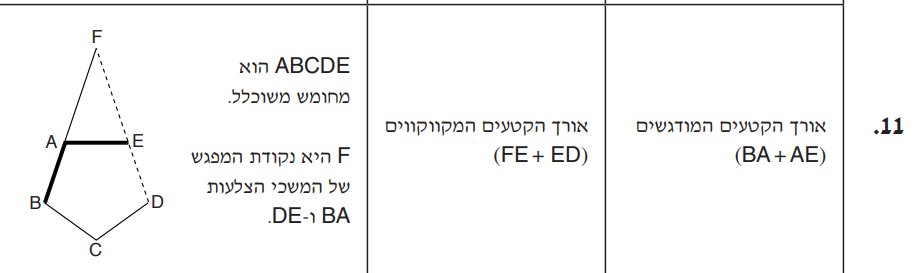 .11
אורך הקטעים המודגשים
(BA + AE)
אורך הקטעים המקווקווים
(FE + ED)
ABCDE הוא
מחומש משוכלל.
F היא נקודת המפגש
של המשכי הצלעות
BA ו-DE.
F
A
E
B
D
C